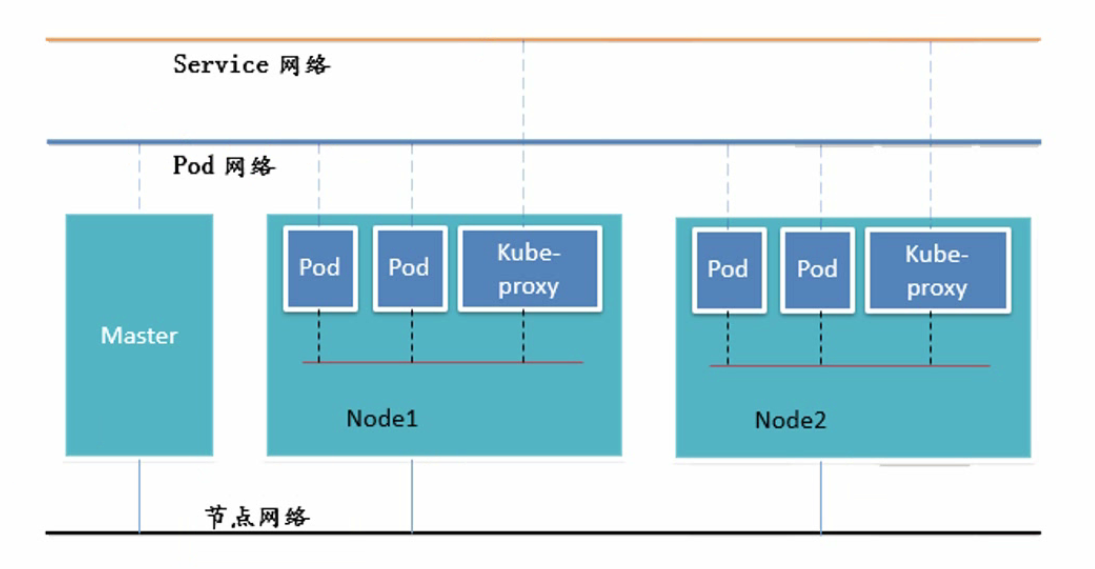 Service 网络
Pod 网络
Master
Pod
Pod
Kube-
proxy
Node1
Pod
Pod
Kube-
proxy
Node2
节点网络